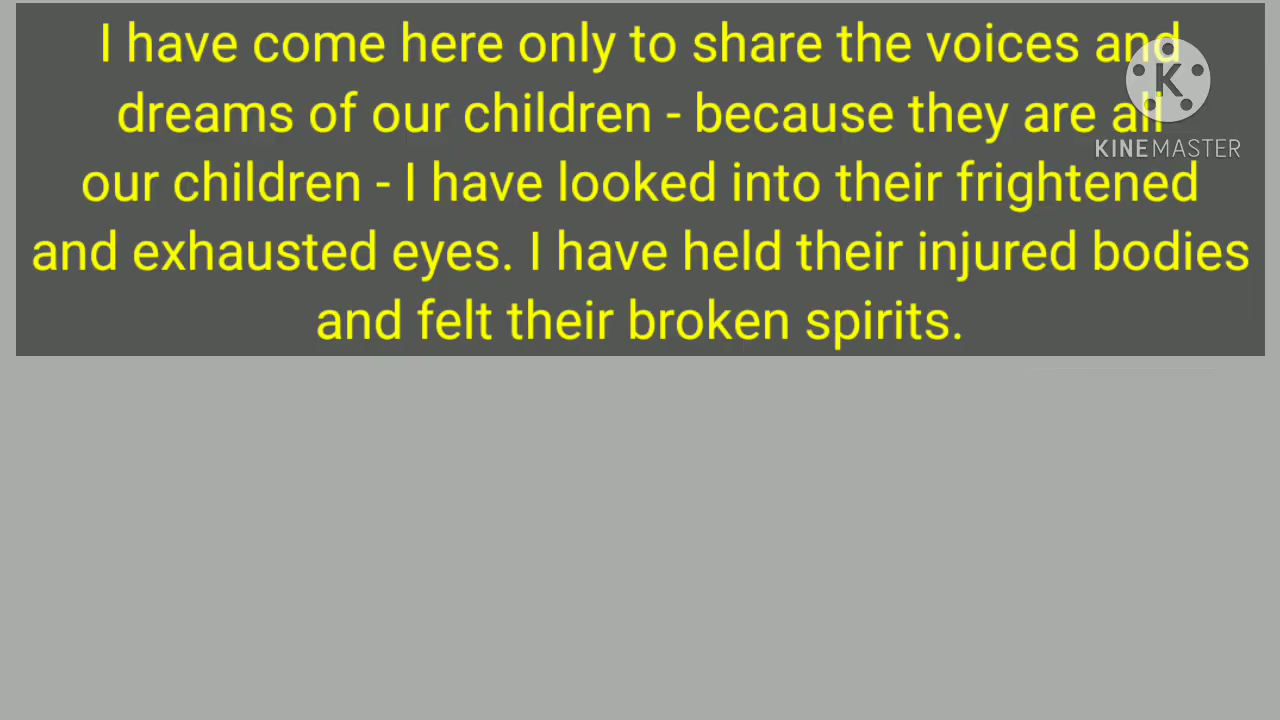 I have come here only to share the voices and
dreams of our children - because they are all
our children - I have looked into their frightened
and exhausted eyes. I have held their injured bodies
and felt their broken spirits.
K
KINEMASTER